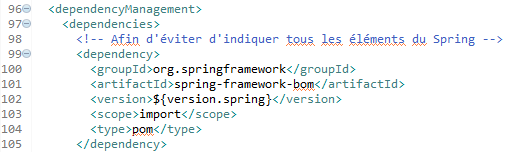 96 <dependencyManagement>
97 <dependencies>
98 <!-- Afin d'éviter d'indiquer tous les éléments du Spring -->
99 <dependency>
100 <groupId>org.springframework</groupId>
101 <artifactId>spring-framework-bom</artifactId>
102 <version>${version.spring}</version>
103 <scope>import</scope>
104 <type>pom</type>
105 </dependency>